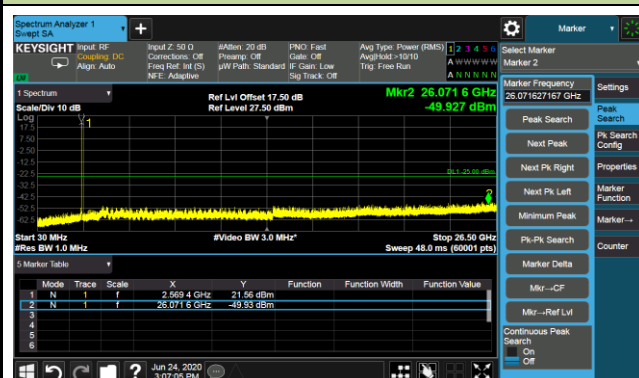 Spectrum Analyzer 1
Swept SA
+
Marker
KEYSIGHT
Input: RF
Coupling: DC
Align: Auto
Input Z: 50 Ω
Corrections: Off
Freq Ref: Int (S)
NFE: Adaptive
#Atten: 20 dB
Preamp: Off
µW Path: Standard
PNO: Fast
Gate: Off
IF Gain: Low
Sig Track: Off
Avg Type: Power (RMS)
Avg|Hold:>10/10
Trig: Free Run
1 2 3 4 5 6
A W W W W W
A N N N N N
LXI
Select Marker
Marker 2
Marker Frequency
26.071627167 GHz
Settings
Peak Search
Next Peak
Next Pk Right
Next Pk Left
Minimum Peak
Pk-Pk Search
Marker Delta
Mkr→CF
Mkr→Ref Lvl
Continuous Peak Search
On
Off
Peak Search
Pk Search Config
Properties
Marker Function
Marker→
Counter
1 Spectrum
Scale/Div 10 dB
Ref Lvl Offset 17.50 dB
Ref Level 27.50 dBm
Mkr2 26.071 6 GHz
-49.927 dBm
Log
17.5
7.50
-2.50
-12.5
-22.5
-32.5
-42.5
-52.5
-62.5
1
DL1 -25.00 dBm
2
Start 30 MHz
#Res BW 1.0 MHz
#Video BW 3.0 MHz*
Stop 26.50 GHz
Sweep 48.0 ms (60001 pts)
5 Marker Table
Mode Trace Scale X Y Function Function Width Function Value
1 N 1 f 2.569 4 GHz 21.56 dBm
2 N 1 f 26.071 6 GHz -49.93 dBm
3
4
5
6
?
Jun 24, 2020
3:07:05 PM